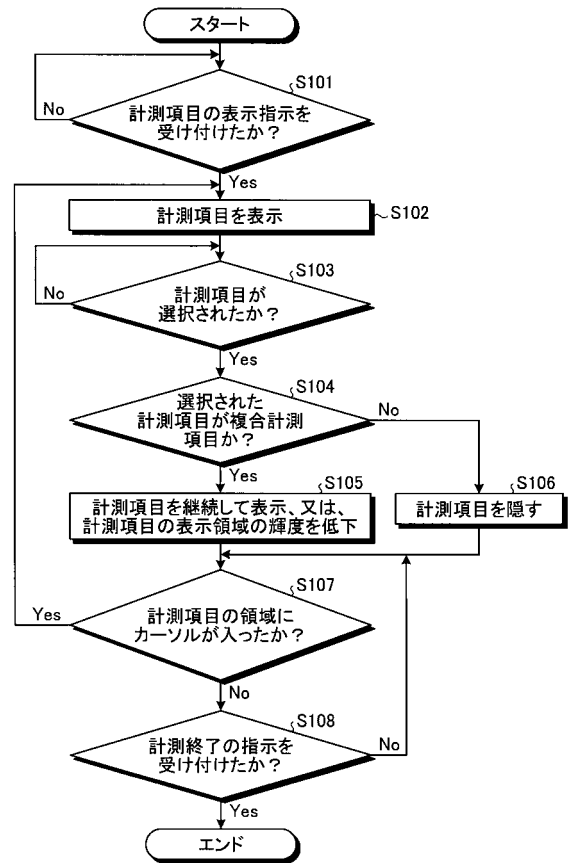 スタート
S101
計測項目の表示指示を
受け付けたか？
No
Yes
計測項目を表示
S102
S103
計測項目が
選択されたか？
No
Yes
S104
選択された
計測項目が複合計測
項目か？
No
Yes
S105
計測項目を継続して表示、又は、
計測項目の表示領域の輝度を低下
S106
計測項目を隠す
S107
計測項目の領域に
カーソルが入ったか？
Yes
No
S108
計測終了の指示を
受け付けたか？
No
Yes
エンド